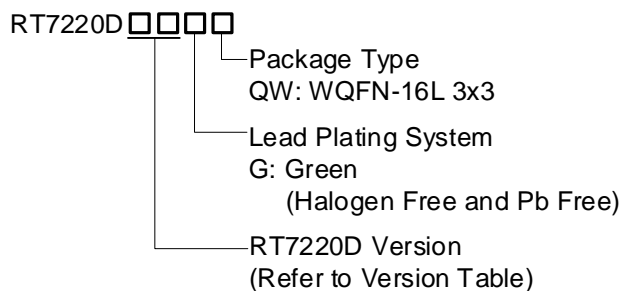 RT7220D
Package Type
QW: WQFN-16L 3x3
Lead Plating System
G: Green
(Halogen Free and Pb Free)
RT7220D Version
(Refer to Version Table)